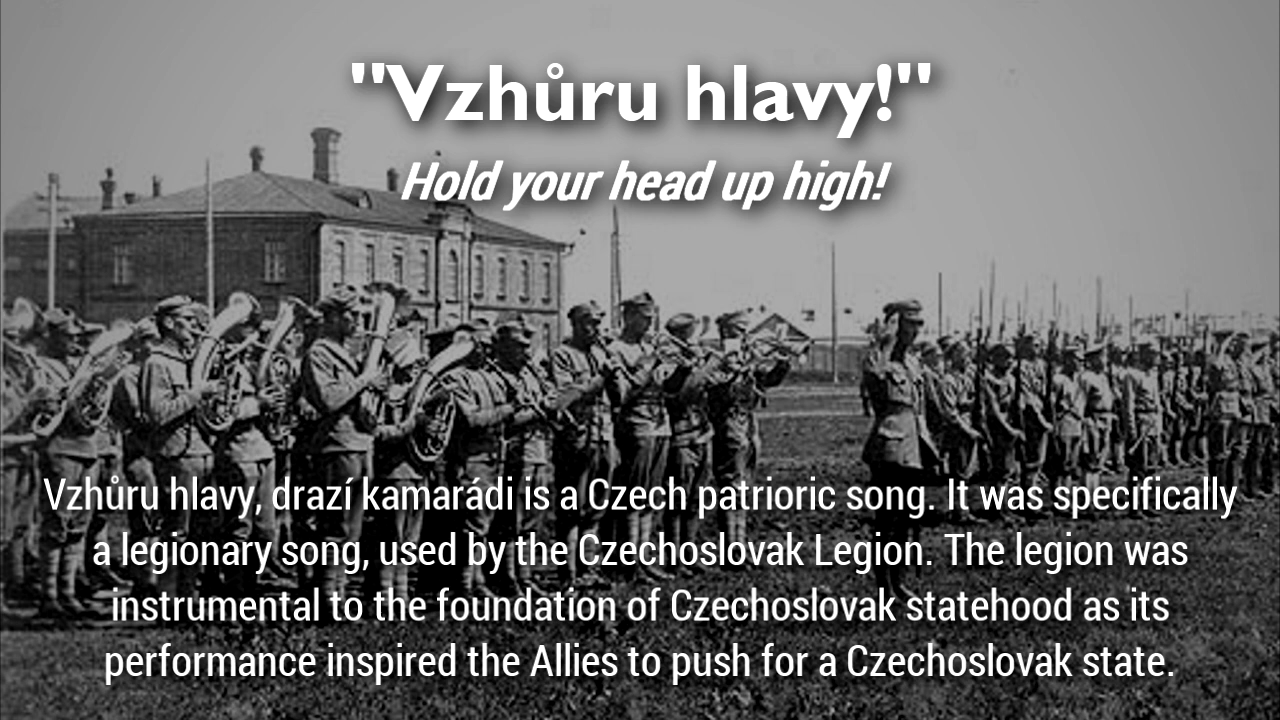 "Vzhůru hlavy!"
Hold your head up high!
Vzhůru hlavy, drazí kamarádi is a Czech patrioric song. It was specifically
a legionary song, used by the Czechoslovak Legion. The legion was
instrumental to the foundation of Czechoslovak statehood as its
performance inspired the Allies to push for a Czechoslovak state.